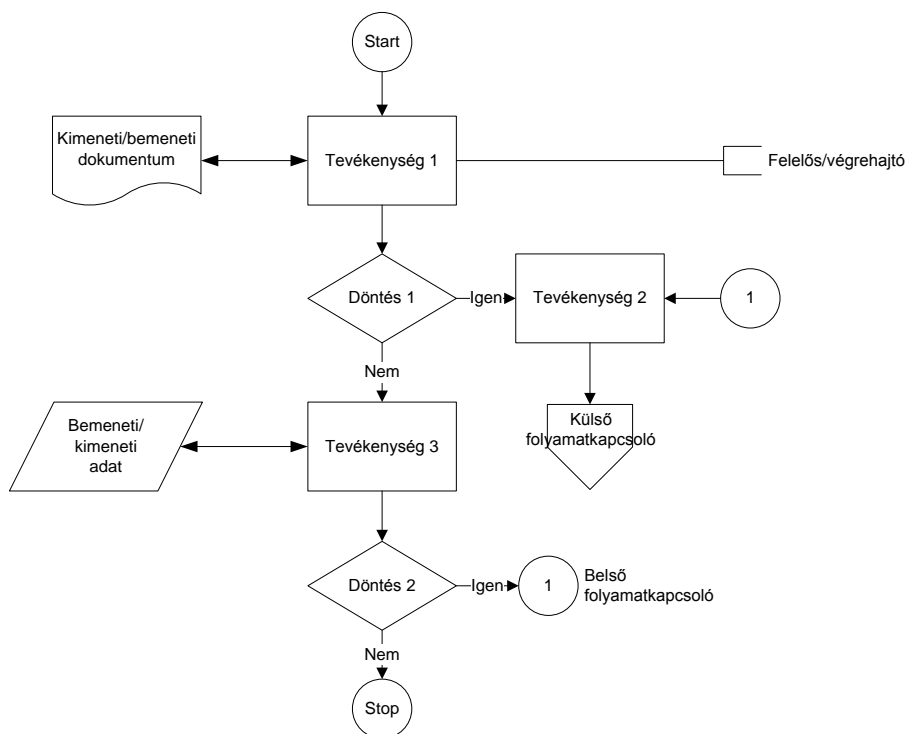 Start
Kimeneti/bemeneti
dokumentum
Tevékenység 1
Felelős/végrehajtó
Döntés 1
Igen
Tevékenység 2
1
Nem
Bemeneti/
kimeneti
adat
Tevékenység 3
Külső
folyamatkapcsoló
Döntés 2
Igen
1
Belső
folyamatkapcsoló
Nem
Stop